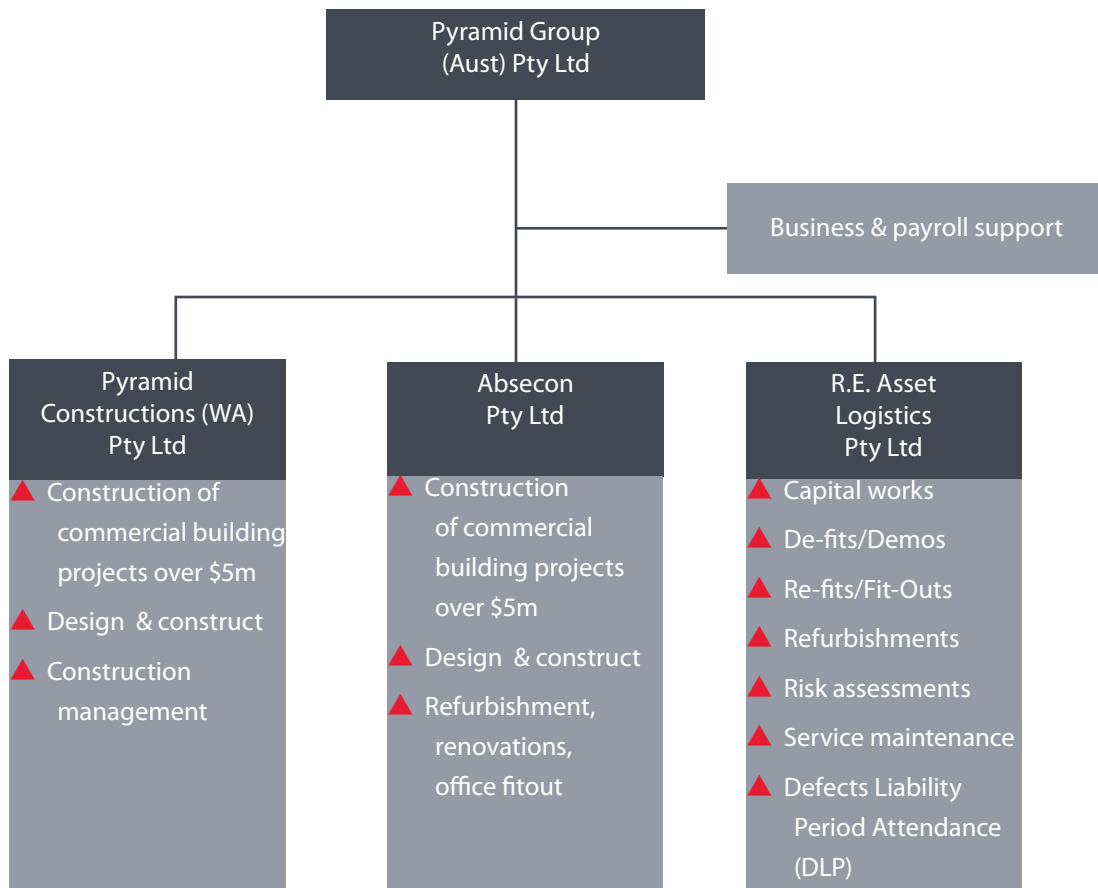 Pyramid Group
(Aust) Pty Ltd
Business & payroll support
Pyramid
Constructions (WA)
Pty Ltd
Construction of
commercial building
projects over $5m
Design & construct
Construction
management
Absecon
Pty Ltd
Construction
of commercial
building projects
over $5m
Design & construct
Refurbishment,
renovations,
office fitout
R.E. Asset
Logistics
Pty Ltd
Capital works
De-fits/Demos
Re-fits/Fit-Outs
Refurbishments
Risk assessments
Service maintenance
Defects Liability
Period Attendance
(DLP)